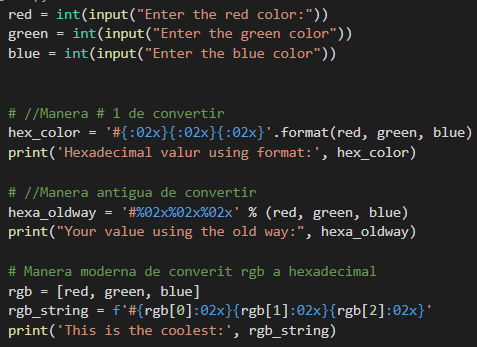 red = int(input("Enter the red color:"))
green = int(input("Enter the green color"))
blue = int(input("Enter the blue color"))
# //Manera # 1 de convertir
hex_color = '#{:02x}{:02x}{:02x}'.format(red, green, blue)
print('Hexadecimal valur using format:', hex_color)
# //Manera antigua de convertir
hexa_oldway = '#%02x%02x%02x' % (red, green, blue)
print("Your value using the old way:", hexa_oldway)
# Manera moderna de converit rgb a hexadecimal
rgb = [red, green, blue]
rgb_string = f'#{rgb[0]:02x}{rgb[1]:02x}{rgb[2]:02x}'
print('This is the coolest:', rgb_string)